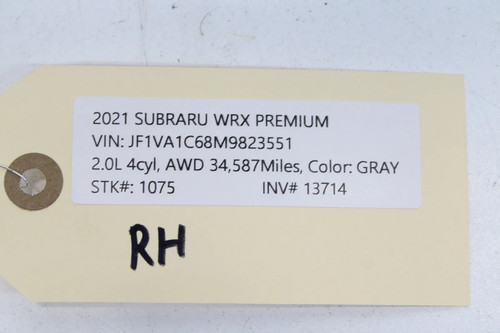 2021 SUBRARU WRX PREMIUM
VIN: JF1VA1C68M9823551
2.0L 4cyl, AWD 34,587Miles, Color: GRAY
STK#: 1075 INV# 13714
RH